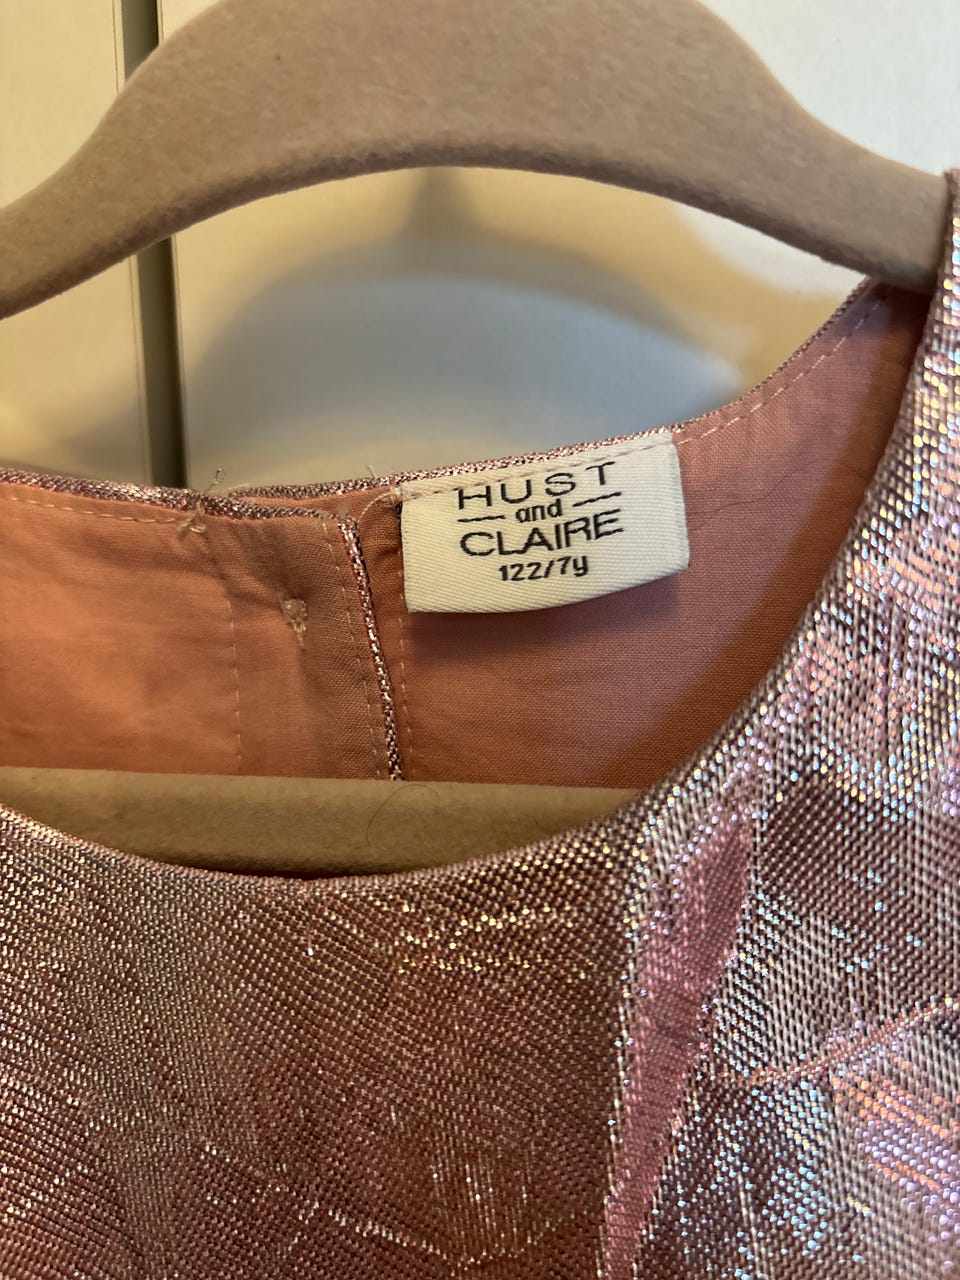 HUST
and
CLAIRE
122/7y